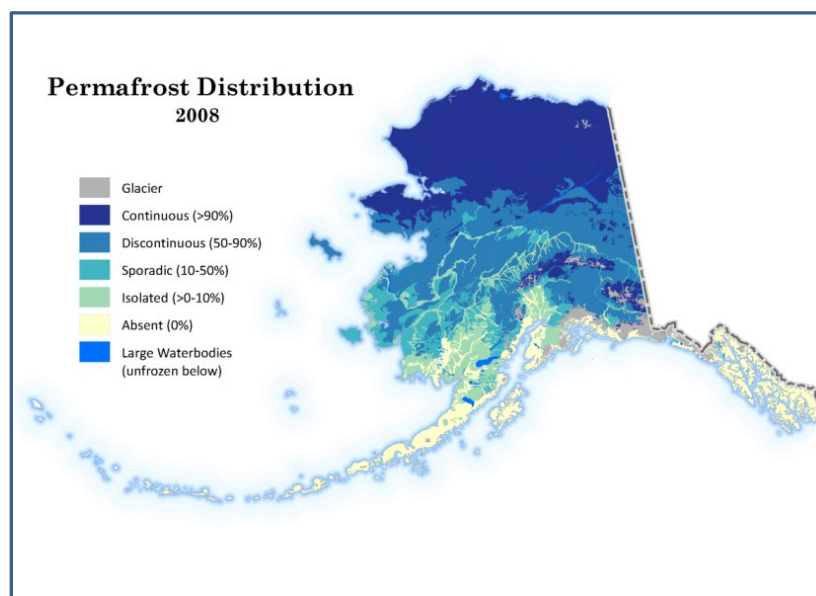 Permafrost Distribution
2008
Glacier
Continuous (>90%)
Discontinuous (50-90%)
Sporadic (10-50%)
Isolated (>0-10%)
Absent (0%)
Large Waterbodies
(unfrozen below)